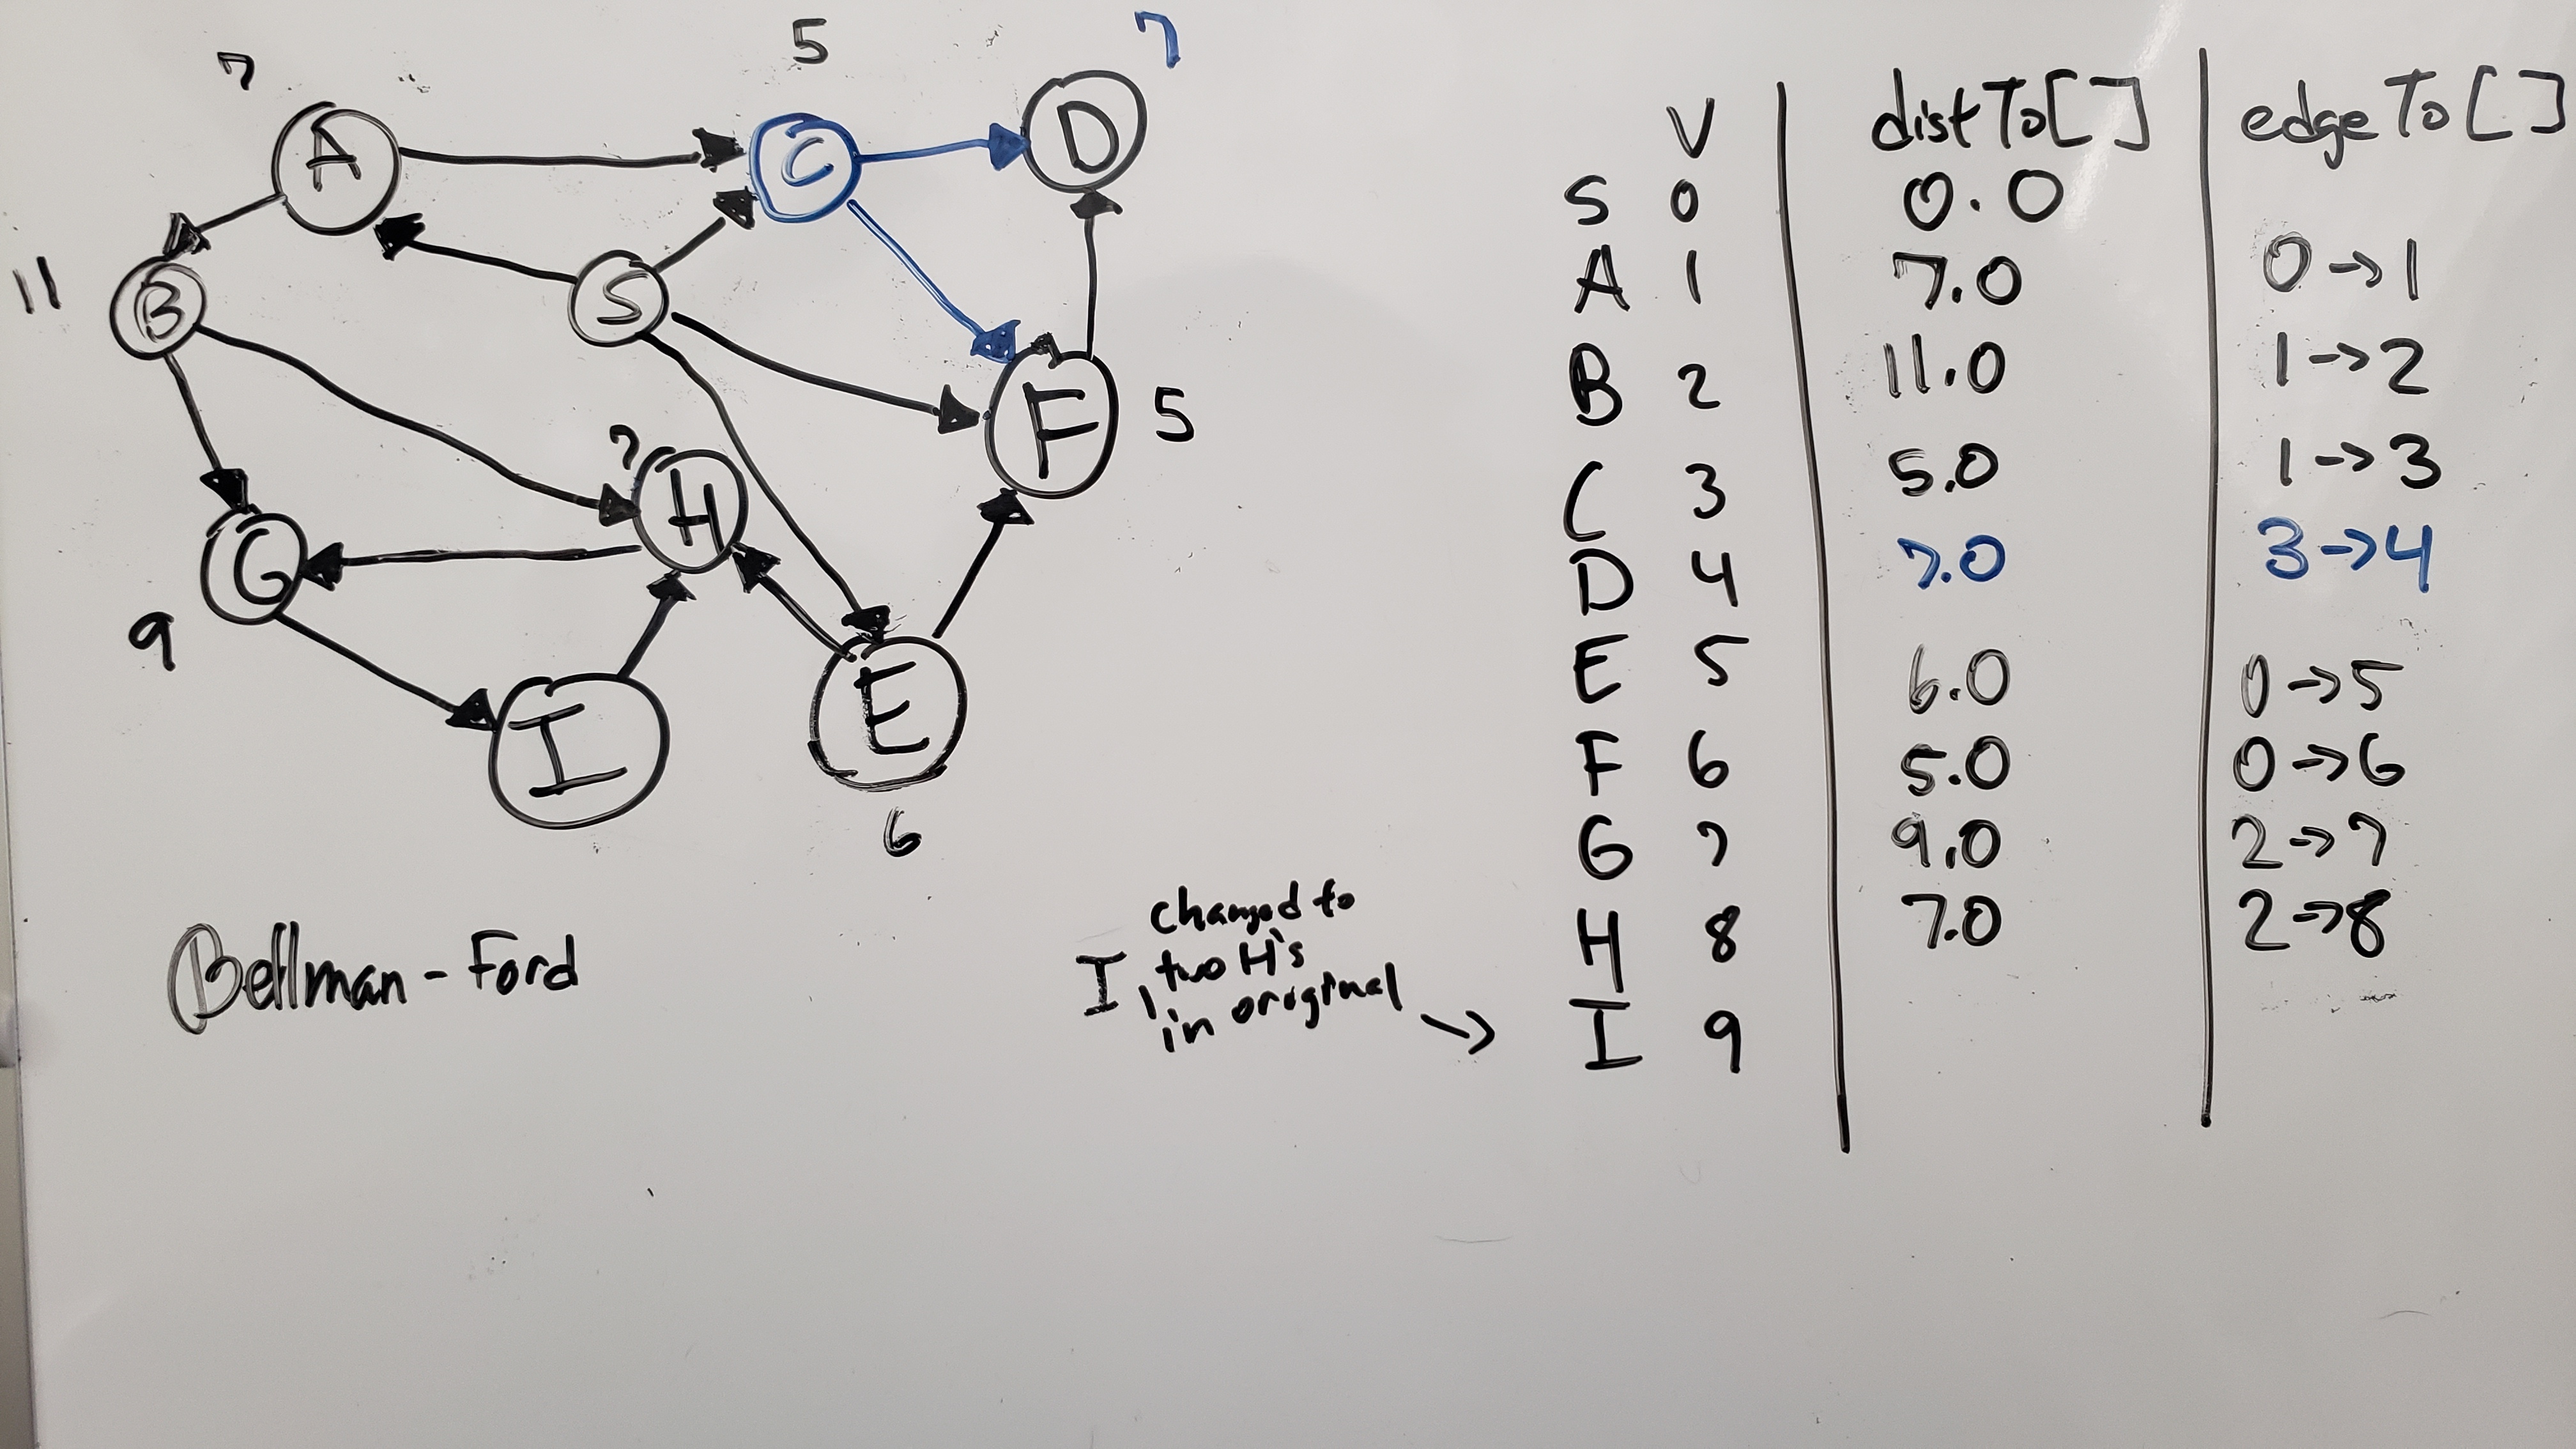 7
5
7
A
C
D
11
B
S
F
5
7
H
G
9
I
E
6
Bellman-Ford
changed to
I, two H's
in original
->
V distTo[] edgeTo[]
S 0 0.0
A 1 7.0 0->1
B 2 11.0 1->2
C 3 5.0 1->3
D 4 7.0 3->4
E 5 6.0 0->5
F 6 5.0 0->6
G 7 9.0 2->7
H 8 7.0 2->8
I 9